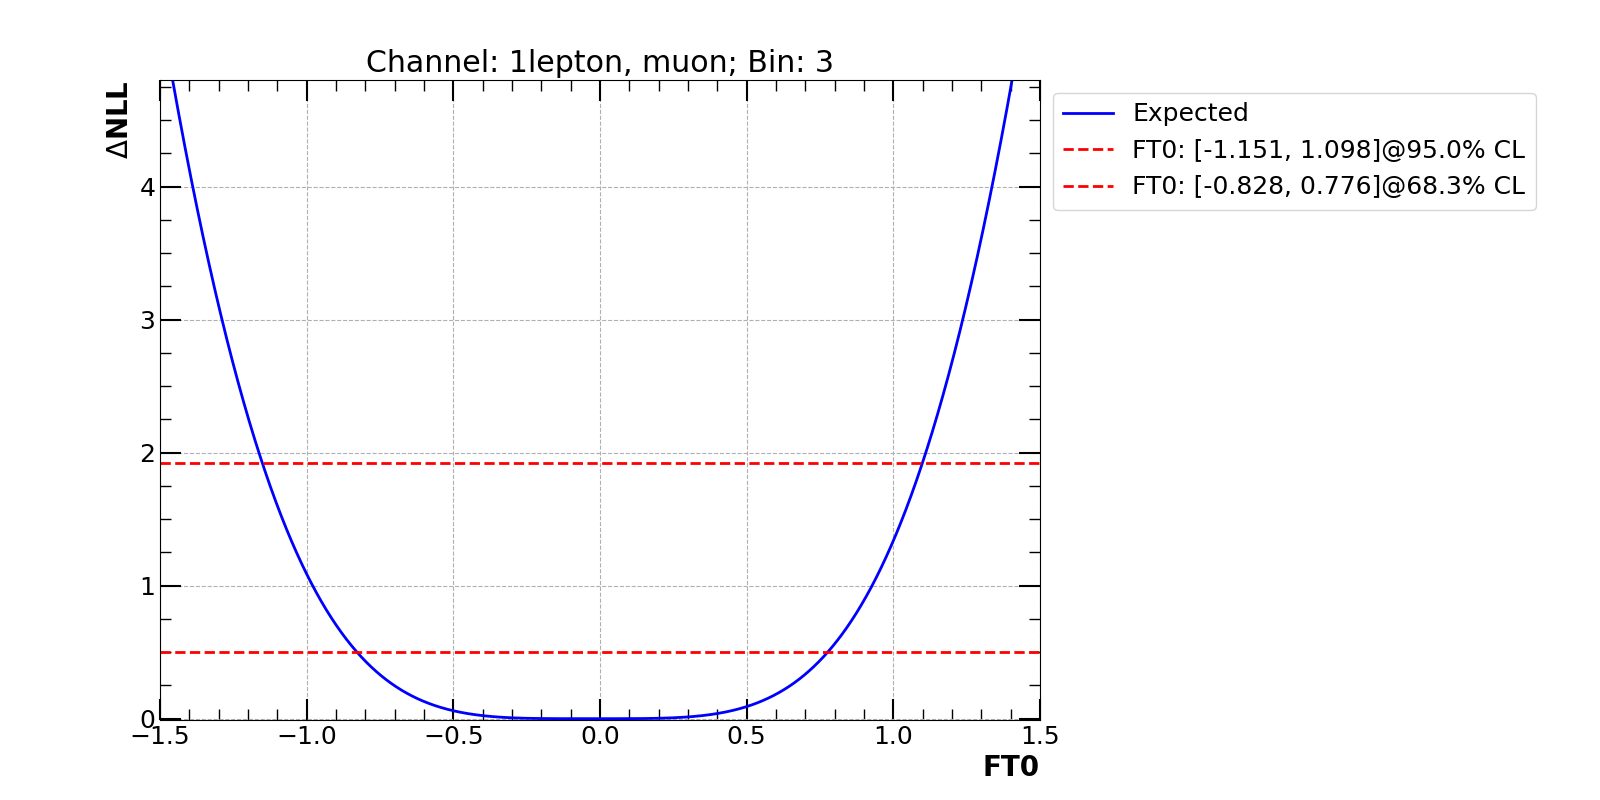 Channel: 1lepton, muon; Bin: 3
ΔNLL
Expected
FT0: [-1.151, 1.098]@95.0% CL
FT0: [-0.828, 0.776]@68.3% CL
4
3
2
1
0
−1.5 −1.0 −0.5 0.0 0.5 1.0 1.5
FT0